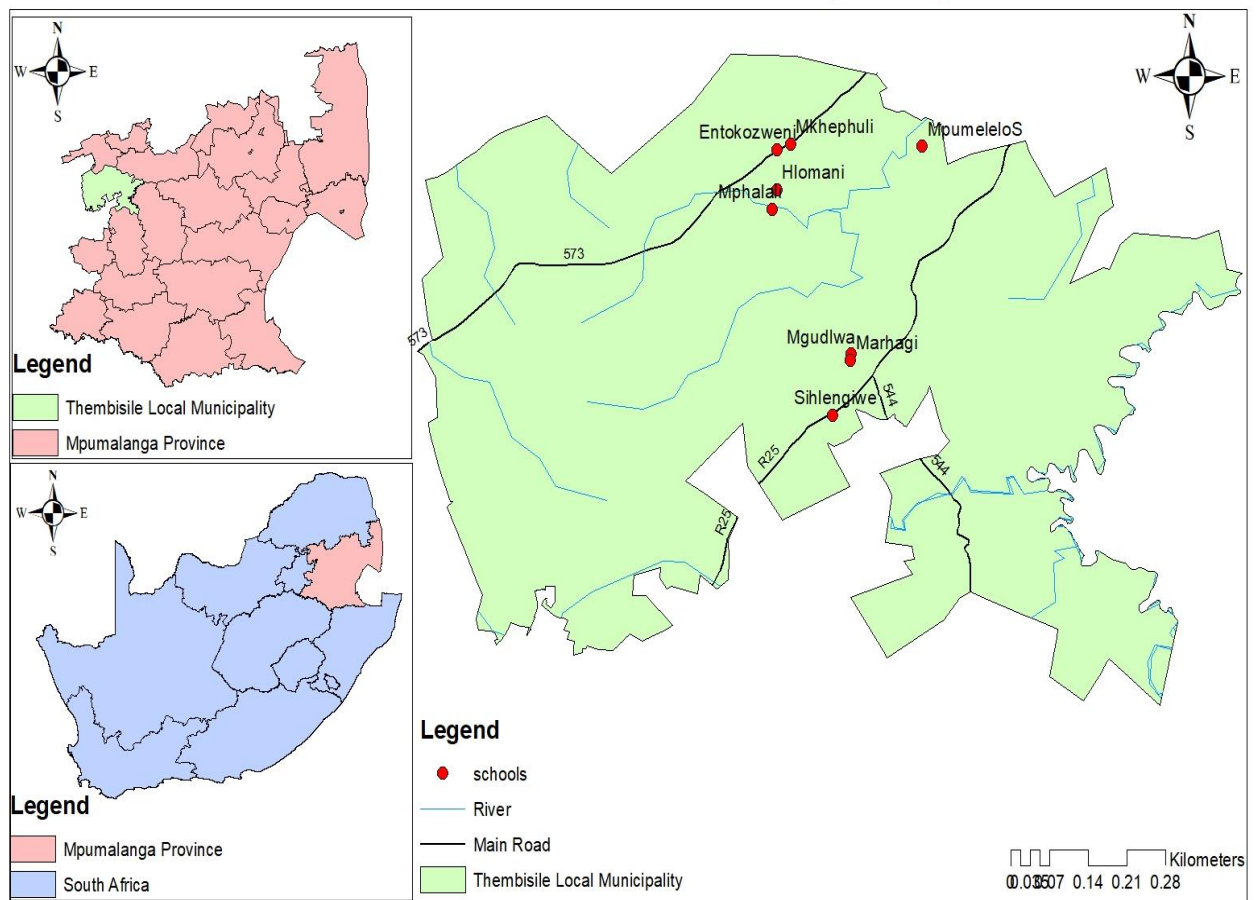 N
W E
S
Legend
Thembisile Local Municipality
Mpumalanga Province
N
W E
S
Legend
Mpumalanga Province
South Africa
N
W E
S
Entokozweni
Mkhephuli
MpumeleloS
Hlomani
Mphalali
573
573
Mgudlwa
Marhagi
Sihlengiwe
544
R25
544
R25
Legend
schools
River
Main Road
Thembisile Local Municipality
Kilometers
0.14 0.21 0.28